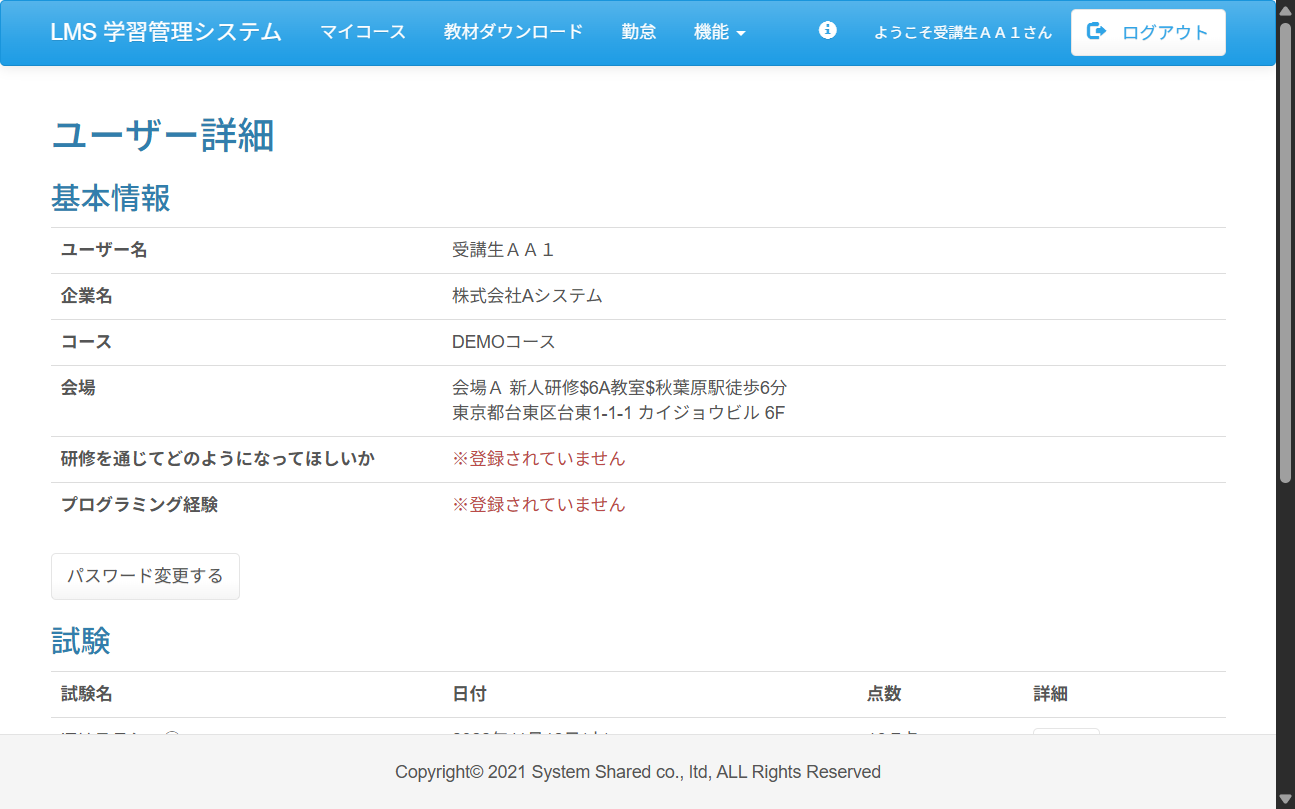 LMS 学習管理システム マイコース 教材ダウンロード 勤怠 機能 ようこそ受講生ＡＡ１さん ログアウト
ユーザー詳細
基本情報
ユーザー名 受講生ＡＡ１
企業名 株式会社Aシステム
コース DEMOコース
会場 会場Ａ 新人研修$6A教室$秋葉原駅徒歩6分
東京都台東区台東1-1-1 カイジョウビル 6F
研修を通じてどのようになってほしいか ※登録されていません
プログラミング経験 ※登録されていません
パスワード変更する
試験
試験名 日付 点数 詳細
Copyright© 2021 System Shared co., ltd, ALL Rights Reserved